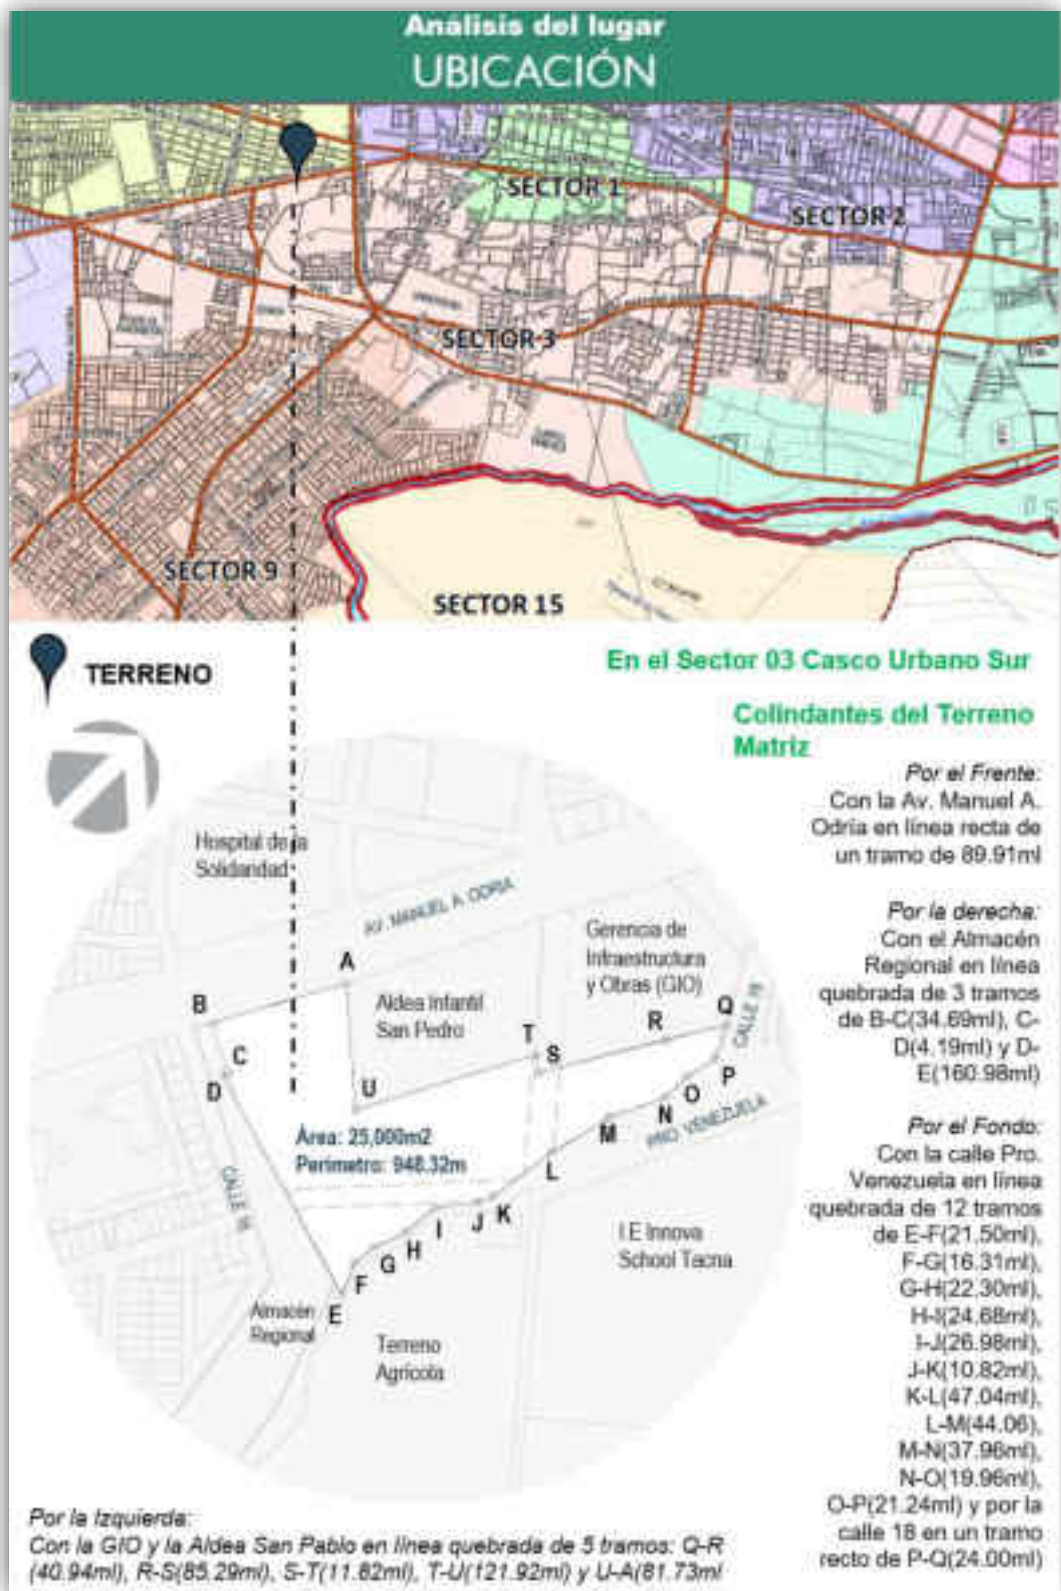 Análisis del lugar
UBICACIÓN
SECTOR 1
SECTOR 2
SECTOR 3
SECTOR 9
SECTOR 15
TERRENO
En el Sector 03 Casco Urbano Sur
Colindantes del Terreno
Matriz
Por el Frente:
Con la Av. Manuel A.
Odría en línea recta de
un tramo de 89.91ml
Por la derecha:
Con el Almacén
Regional en línea
quebrada de 3 tramos
de B-C(34.69ml), C-
D(4.19ml) y D-
E(160.98ml)
Por el Fondo:
Con la calle Pro.
Venezuela en línea
quebrada de 12 tramos
de E-F(21.50ml),
F-G(16.31ml),
G-H(22.30ml),
H-I(24.68ml),
I-J(26.98ml),
J-K(10.82ml),
K-L(47.04ml),
L-M(44.06),
M-N(37.96ml),
N-O(19.96ml),
O-P(21.24ml) y por la
calle 18 en un tramo
recto de P-Q(24.00ml)
Hospital de la
Solidaridad
AV. MANUEL A. ODRIA
Gerencia de
Infraestructura
y Obras (GIO)
Aldea Infantil
San Pedro
A
B
C
D
U
T
S
R
Q
P
O
N
M
L
K
J
I
H
G
F
E
CALLE 18
PRO. VENEZUELA
CALLE 18
Área: 25,000m2
Perimetro: 948.32m
I.E Innova
School Tacna
Almacén
Regional
Terreno
Agrícola
Por la Izquierda:
Con la GIO y la Aldea San Pablo en línea quebrada de 5 tramos: Q-R
(40.94ml), R-S(85.29ml), S-T(11.82ml), T-U(121.92ml) y U-A(81.73ml